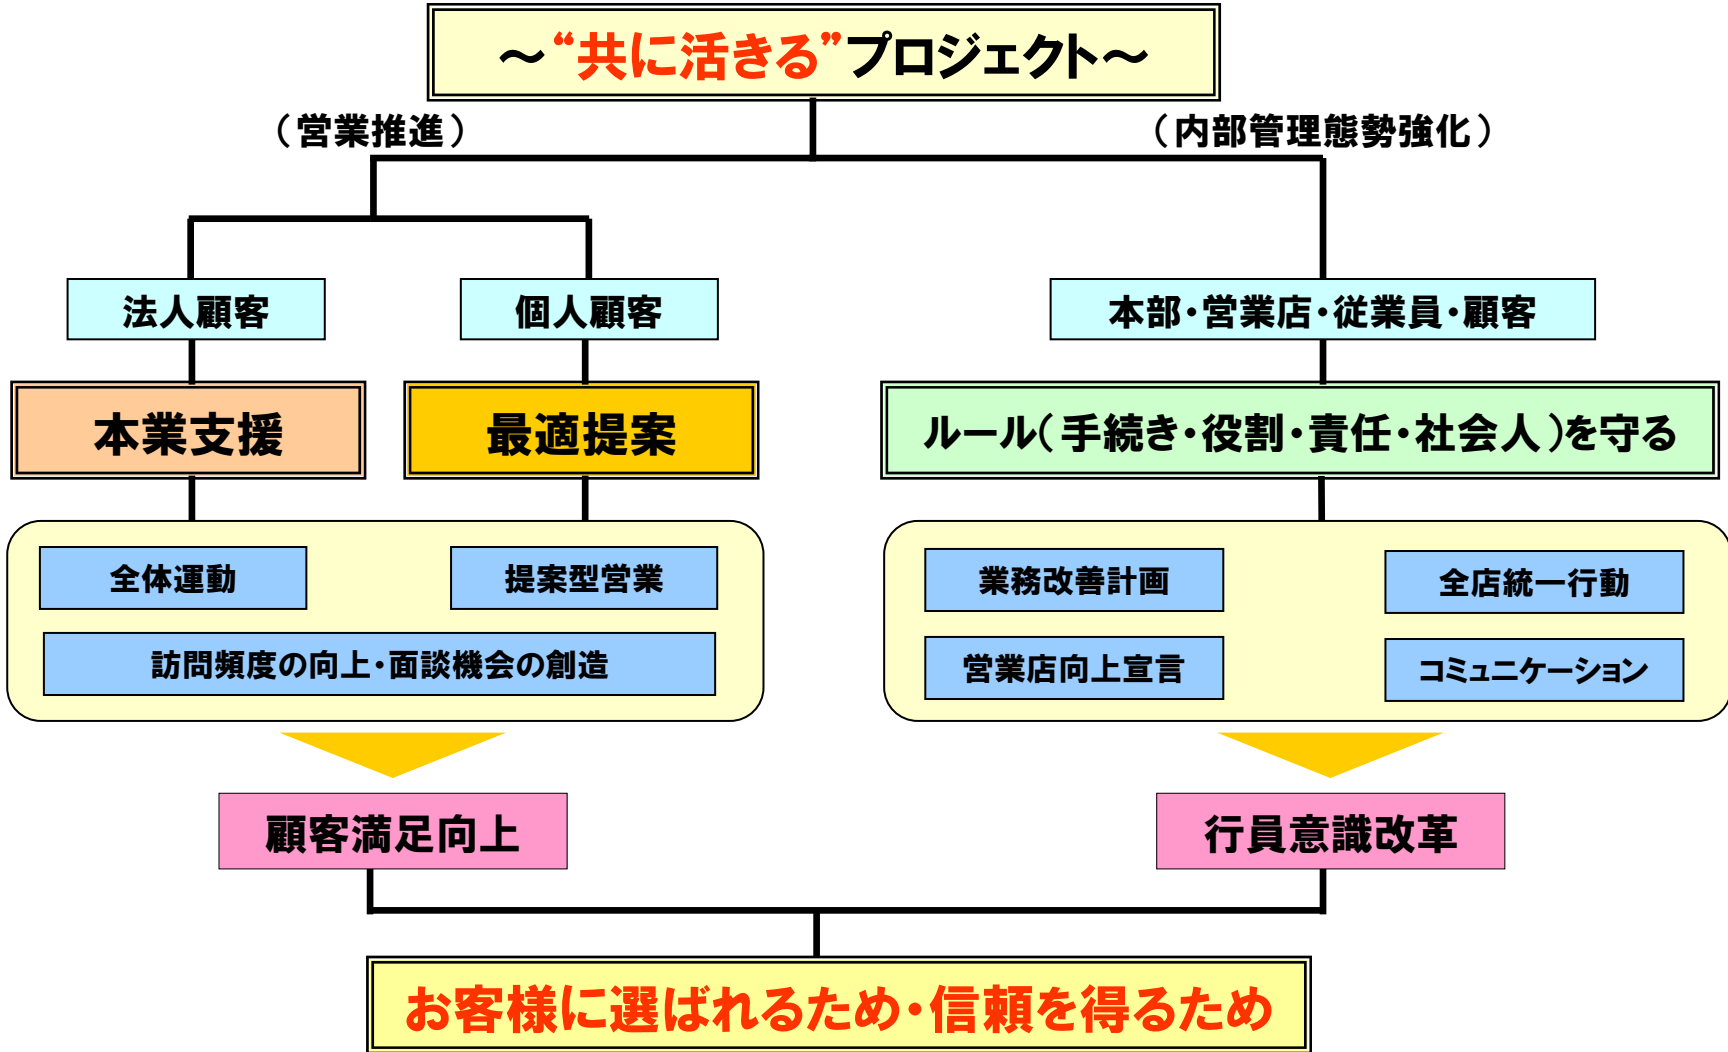 ～“共に活きる”プロジェクト～
（営業推進）
（内部管理態勢強化）
法人顧客
個人顧客
本部・営業店・従業員・顧客
本業支援
最適提案
ルール（手続き・役割・責任・社会人）を守る
全体運動
提案型営業
訪問頻度の向上・面談機会の創造
業務改善計画
全店統一行動
営業店向上宣言
コミュニケーション
顧客満足向上
行員意識改革
お客様に選ばれるため・信頼を得るため